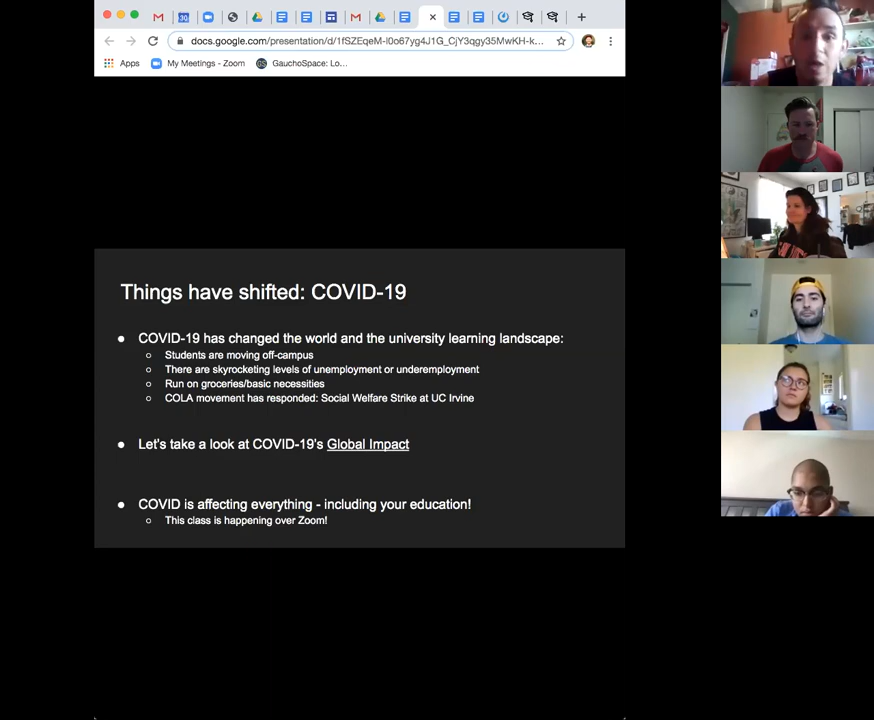 docs.google.com/presentation/d/1fSZEqeM-I0o67yg4J1G_CjY3qgy35MwKH-k...
Apps
My Meetings - Zoom
GauchoSpace: Lo...
Things have shifted: COVID-19
● COVID-19 has changed the world and the university learning landscape:
○ Students are moving off-campus
○ There are skyrocketing levels of unemployment or underemployment
○ Run on groceries/basic necessities
○ COLA movement has responded: Social Welfare Strike at UC Irvine
● Let's take a look at COVID-19's Global Impact
● COVID is affecting everything - including your education!
○ This class is happening over Zoom!